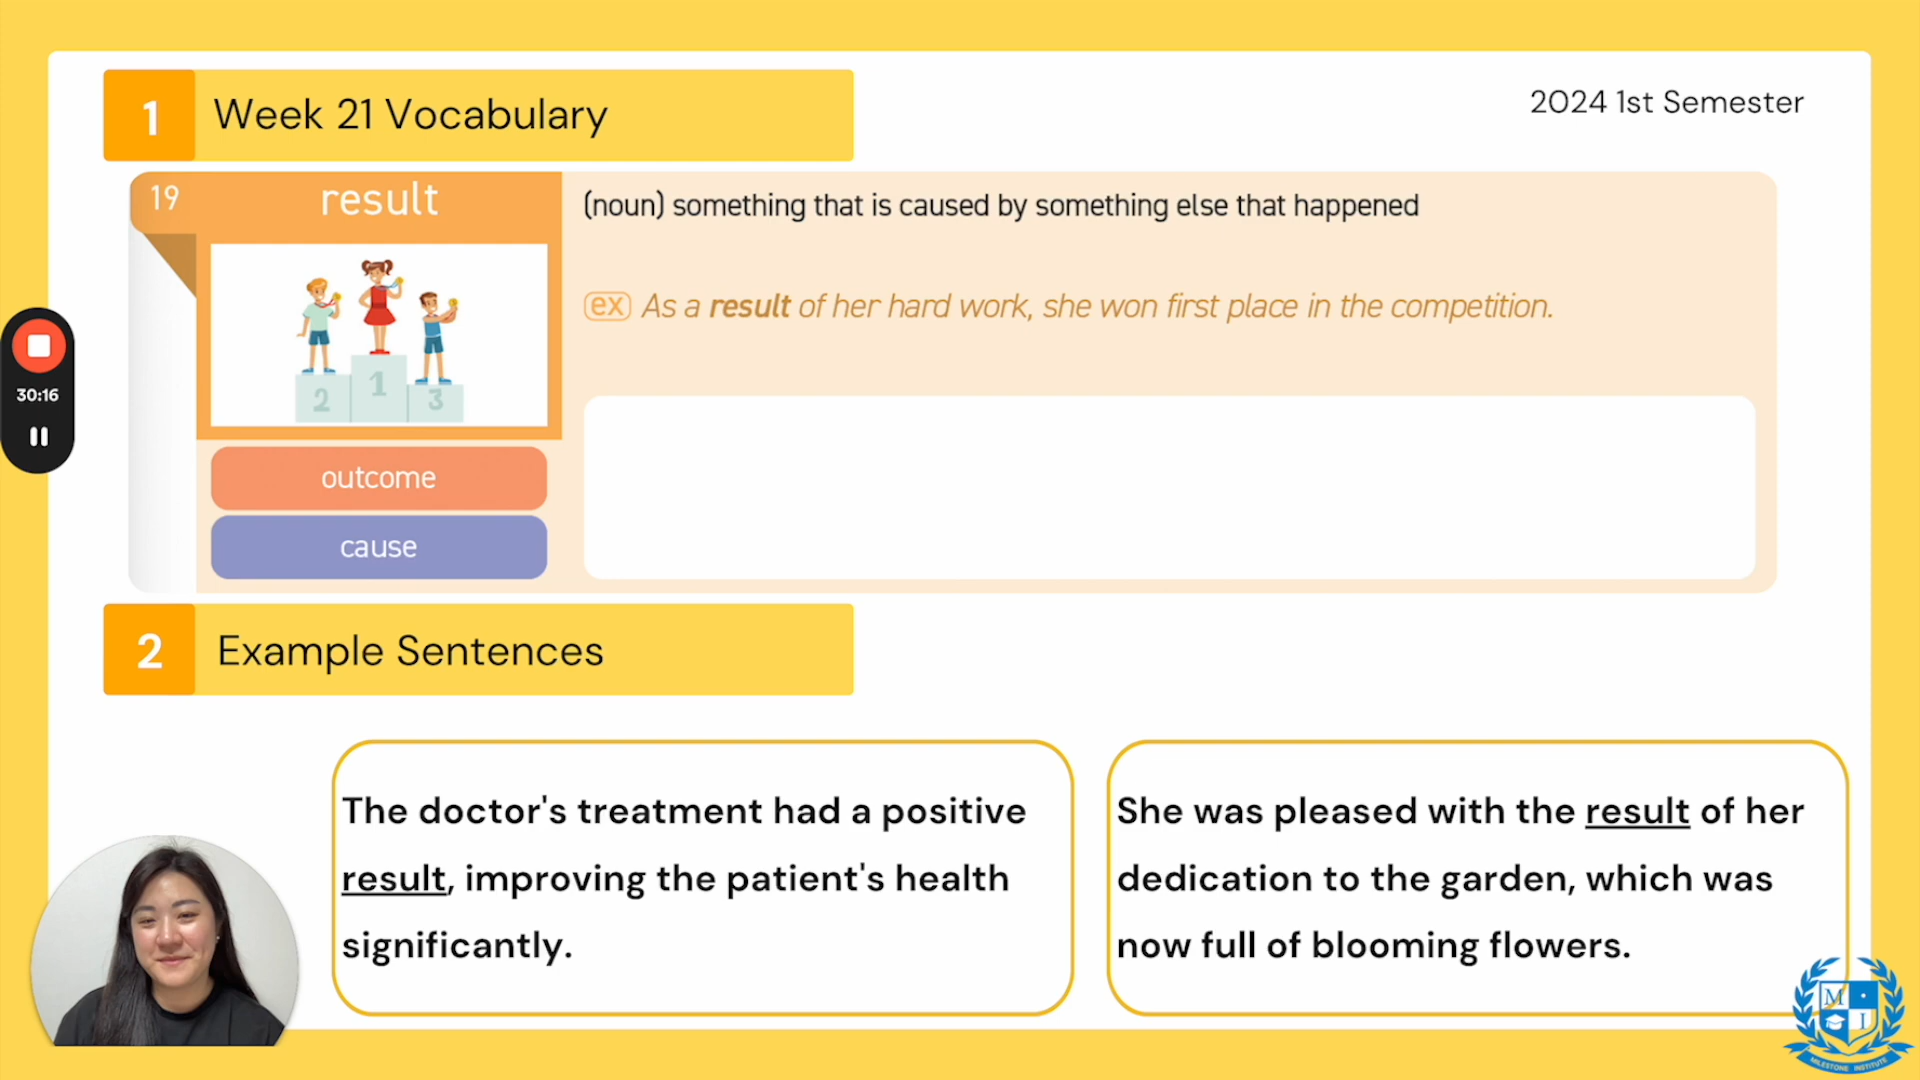 1 Week 21 Vocabulary
2024 1st Semester
19 result
(noun) something that is caused by something else that happened
ex As a result of her hard work, she won first place in the competition.
2 1 3
outcome
cause
30:16
2 Example Sentences
The doctor's treatment had a positive
result, improving the patient's health
significantly.
She was pleased with the result of her
dedication to the garden, which was
now full of blooming flowers.
M
I
MILESTONE INSTITUTE